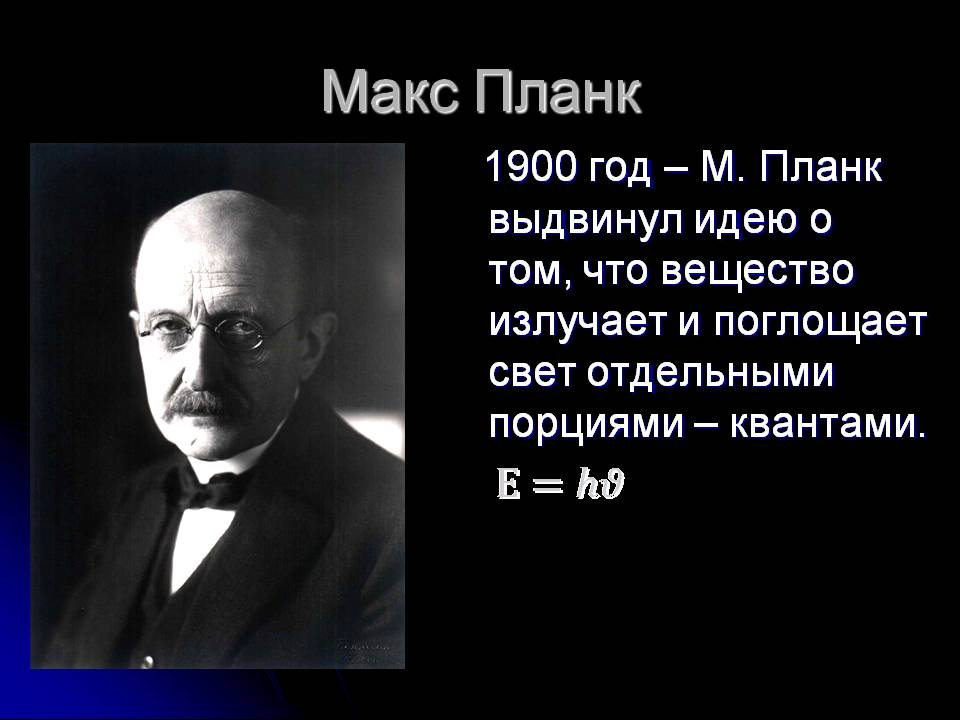 Макс Планк
1900 год – М. Планк
выдвинул идею о
том, что вещество
излучает и поглощает
свет отдельными
порциями – квантами.
E = hϑ